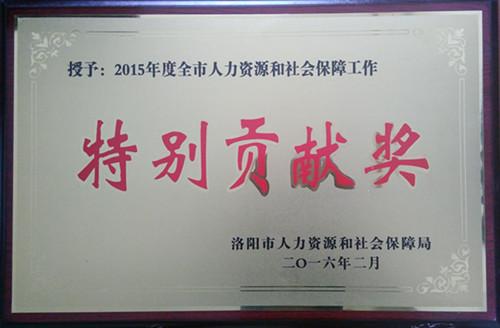 授予：2015年度全市人力资源和社会保障工作
特别贡献奖
洛阳市人力资源和社会保障局
二〇一六年二月